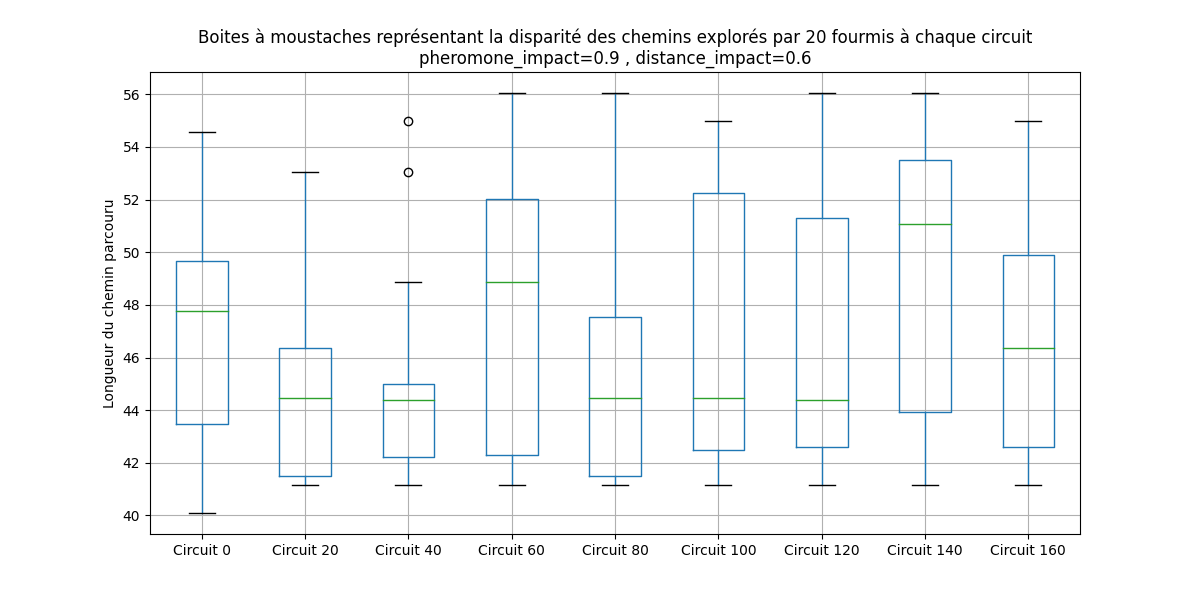 Boites à moustaches représentant la disparité des chemins explorés par 20 fourmis à chaque circuit
pheromone_impact=0.9 , distance_impact=0.6
Longueur du chemin parcouru
56
54
52
50
48
46
44
42
40
Circuit 0
Circuit 20
Circuit 40
Circuit 60
Circuit 80
Circuit 100
Circuit 120
Circuit 140
Circuit 160